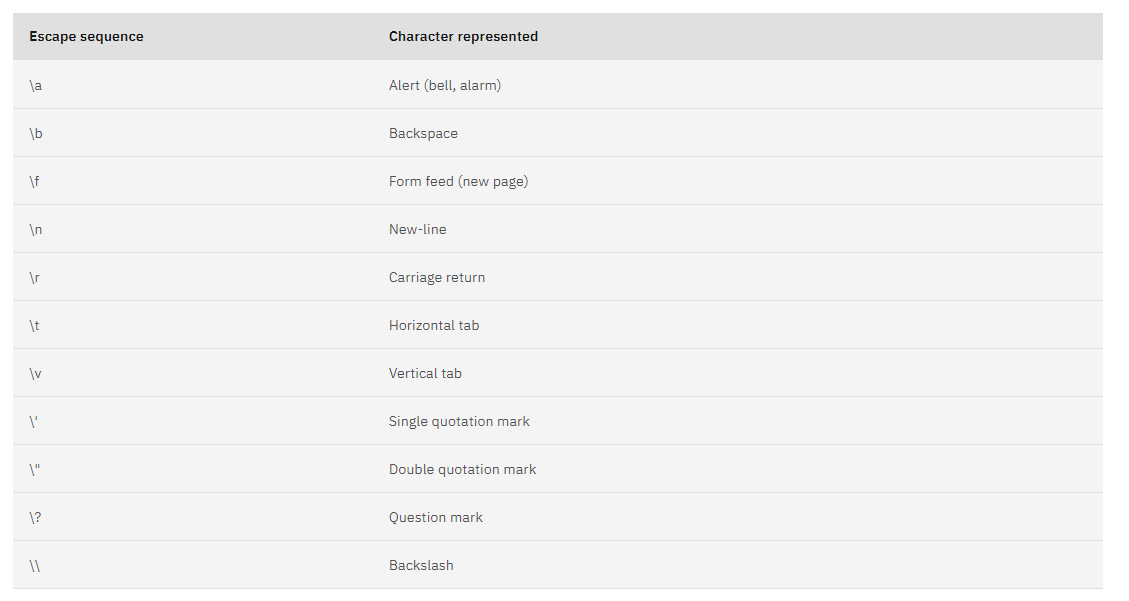 Escape sequence Character represented
\a Alert (bell, alarm)
\b Backspace
\f Form feed (new page)
\n New-line
\r Carriage return
\t Horizontal tab
\v Vertical tab
\' Single quotation mark
\" Double quotation mark
\? Question mark
\\ Backslash